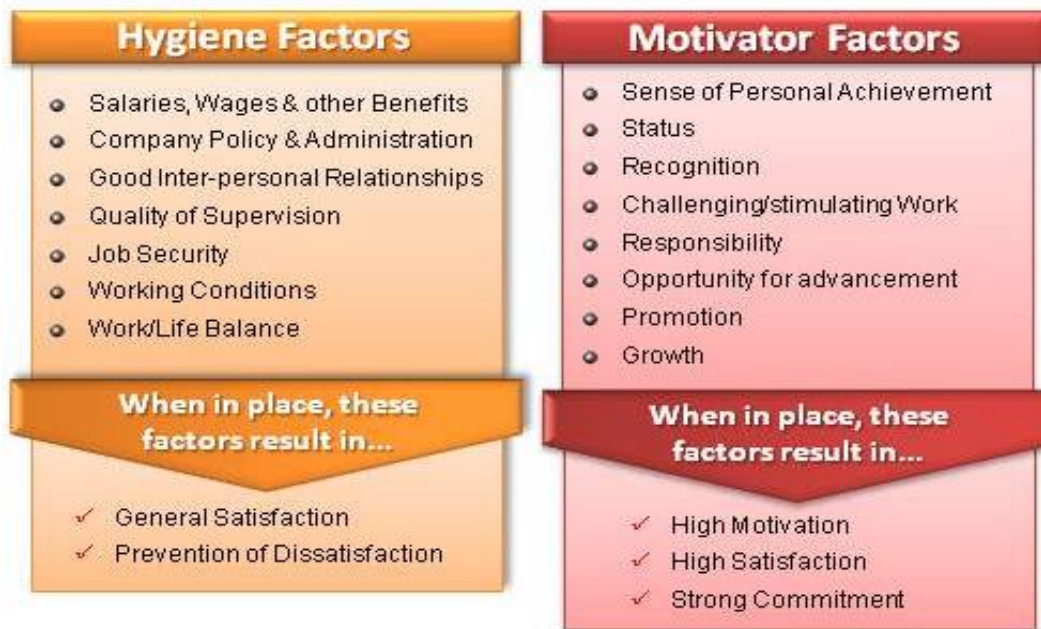 Hygiene Factors
Salaries, Wages & other Benefits
Company Policy & Administration
Good Inter-personal Relationships
Quality of Supervision
Job Security
Working Conditions
Work/Life Balance
When in place, these
factors result in...
General Satisfaction
Prevention of Dissatisfaction
Motivator Factors
Sense of Personal Achievement
Status
Recognition
Challenging/stimulating Work
Responsibility
Opportunity for advancement
Promotion
Growth
When in place, these
factors result in...
High Motivation
High Satisfaction
Strong Commitment